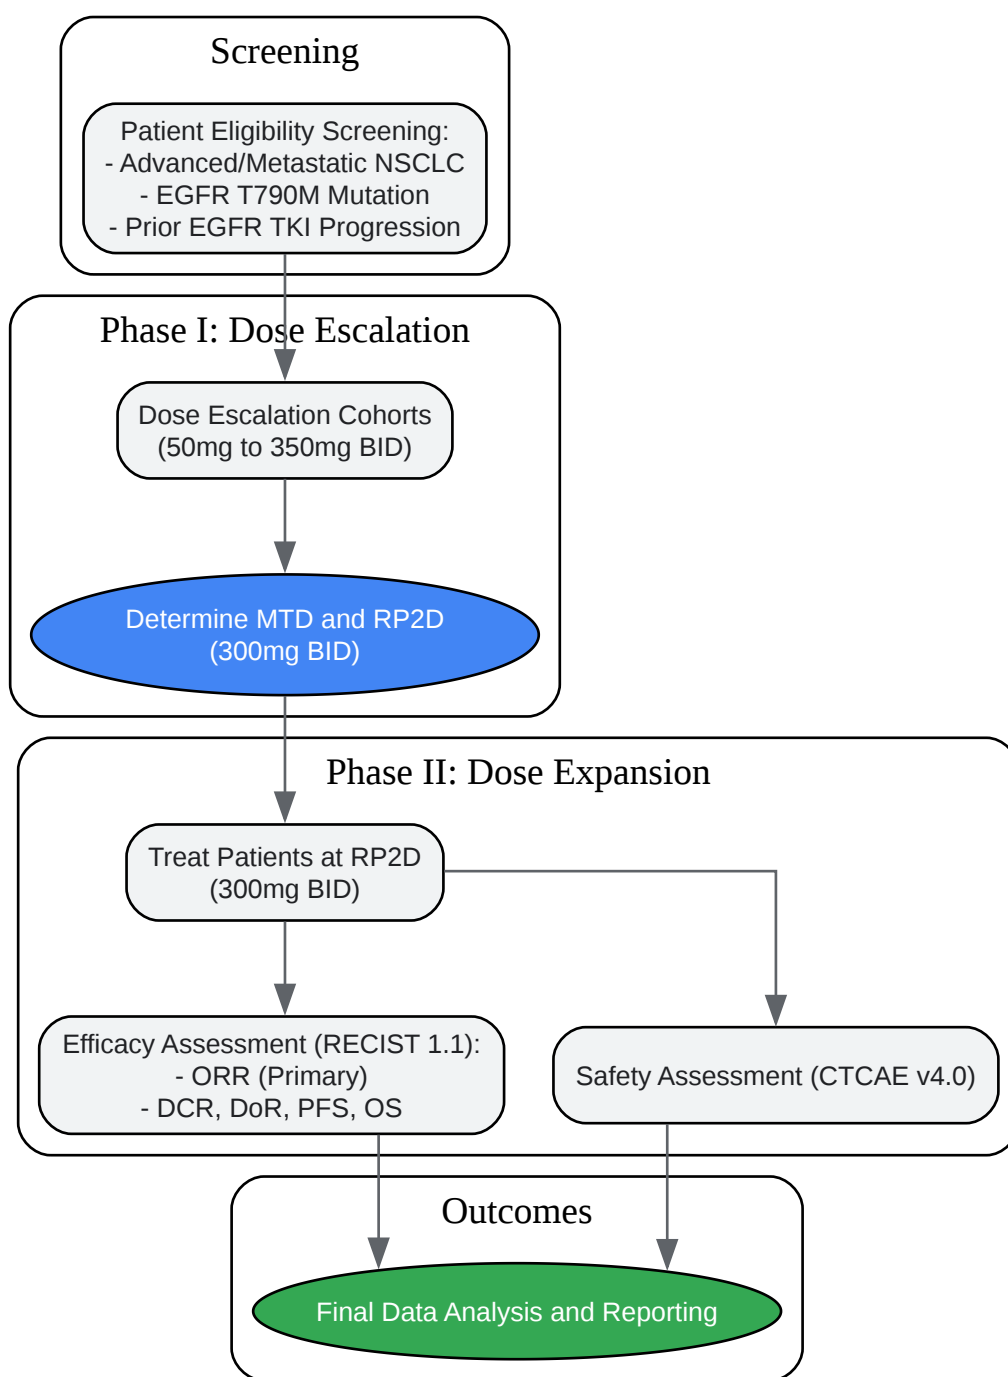 Screening
Patient Eligibility Screening:
- Advanced/Metastatic NSCLC
- EGFR T790M Mutation
- Prior EGFR TKI Progression
Phase I: Dose Escalation
Dose Escalation Cohorts
(50mg to 350mg BID)
Determine MTD and RP2D
(300mg BID)
Phase II: Dose Expansion
Treat Patients at RP2D
(300mg BID)
Efficacy Assessment (RECIST 1.1):
- ORR (Primary)
- DCR, DoR, PFS, OS
Safety Assessment (CTCAE v4.0)
Outcomes
Final Data Analysis and Reporting